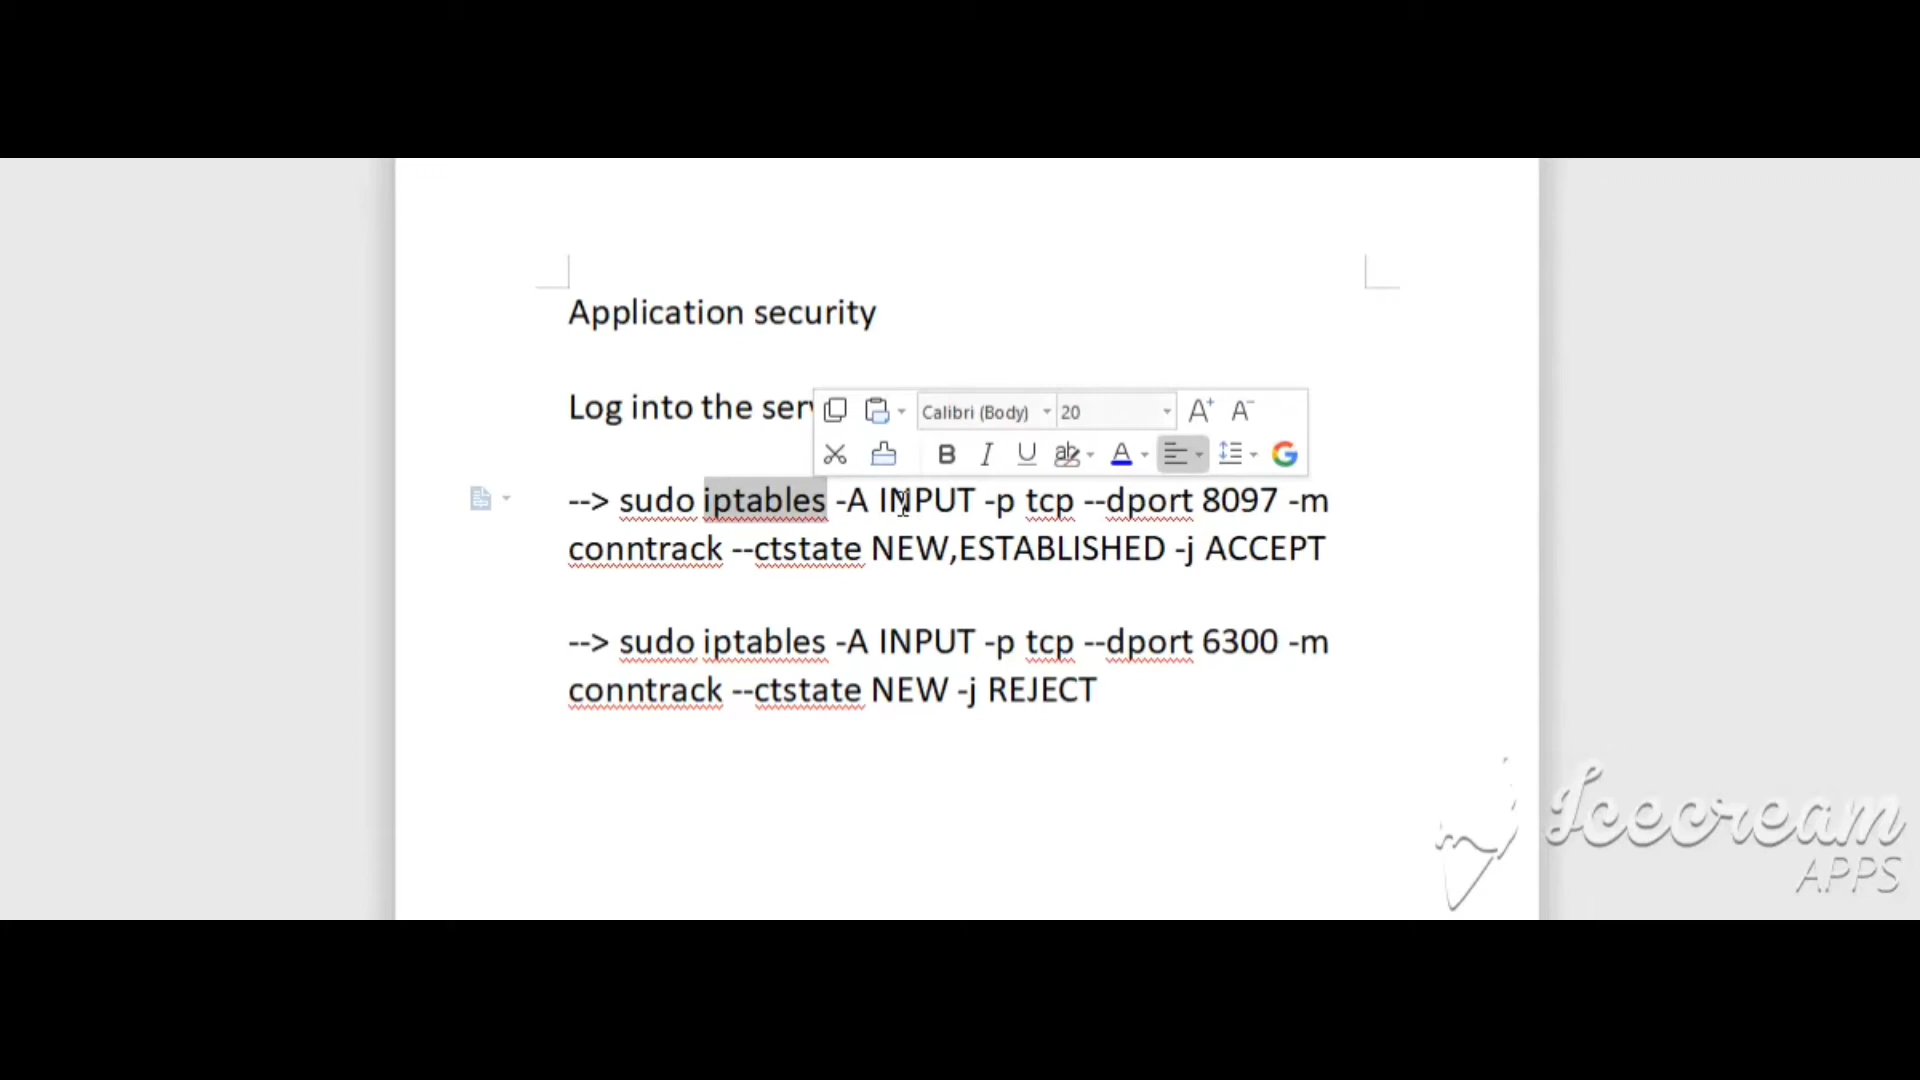 Application security
Log into the
Calibri (Body) 20
--> sudo iptables -A INPUT -p tcp --dport 8097 -m
conntrack --ctstate NEW,ESTABLISHED -j ACCEPT
--> sudo iptables -A INPUT -p tcp --dport 6300 -m
conntrack --ctstate NEW -j REJECT
Icecream
APPS